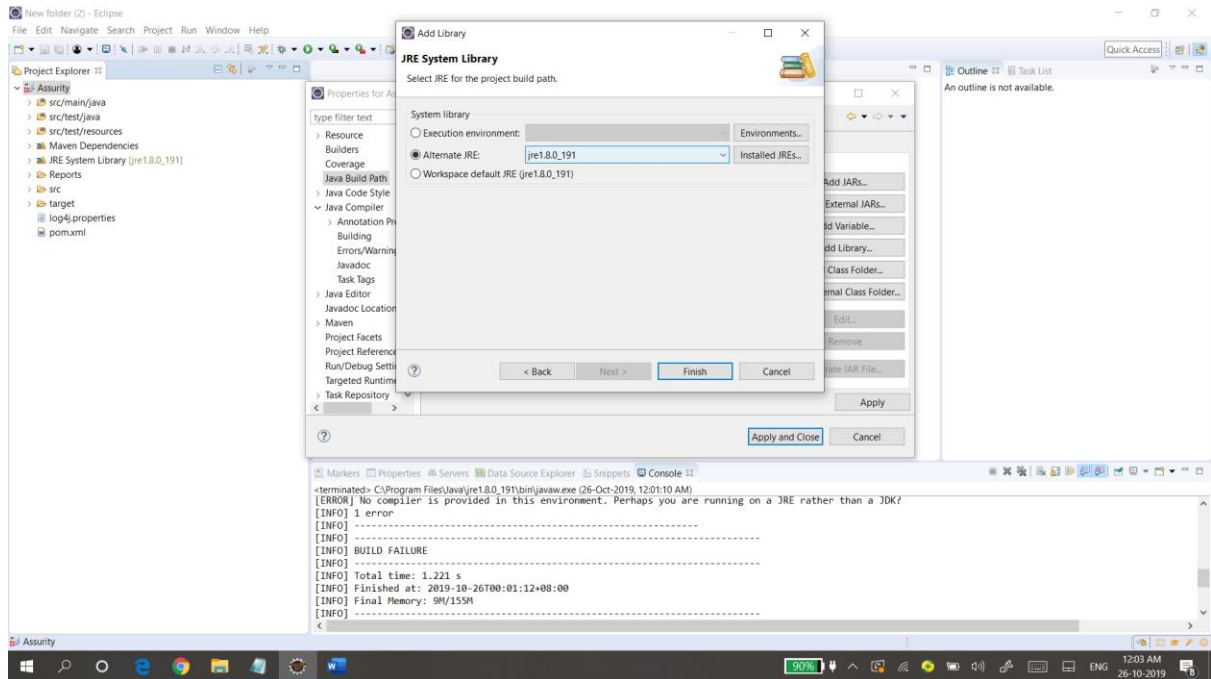 New folder (2) - Eclipse
File Edit Navigate Search Project Run Window Help
Quick Access
Project Explorer
Assurity
src/main/java
src/test/java
src/test/resources
Maven Dependencies
JRE System Library [jre1.8.0_191]
Reports
src
target
log4j.properties
pom.xml
Properties for As
type filter text
Resource
Builders
Coverage
Java Build Path
Java Code Style
Java Compiler
Annotation Pr
Building
Errors/Warning
Javadoc
Task Tags
Java Editor
Javadoc Location
Maven
Project Facets
Project Reference
Run/Debug Setti
Targeted Runtim
Task Repository
Add Library
JRE System Library
Select JRE for the project build path.
System library
Execution environment:
Environments...
Alternate JRE:
jre1.8.0_191
Installed JREs...
Workspace default JRE (jre1.8.0_191)
< Back
Next >
Finish
Cancel
Add JARs...
External JARs...
dd Variable...
dd Library...
Class Folder...
ernal Class Folder...
Edit...
Remove
rate JAR File...
Apply
Apply and Close
Cancel
Outline
Task List
An outline is not available.
Markers Properties Servers Data Source Explorer Snippets Console
<terminated> C:\Program Files\Java\jre1.8.0_191\bin\javaw.exe (26-Oct-2019, 12:01:10 AM)
[ERROR] No compiler is provided in this environment. Perhaps you are running on a JRE rather than a JDK?
[INFO] 1 error
[INFO] -------------------------------------------------------------
[INFO] ------------------------------------------------------------------------
[INFO] BUILD FAILURE
[INFO] ------------------------------------------------------------------------
[INFO] Total time: 1.221 s
[INFO] Finished at: 2019-10-26T00:01:12+08:00
[INFO] Final Memory: 9M/155M
[INFO] ------------------------------------------------------------------------
Assurity
90%
ENG
12:03 AM
26-10-2019
8